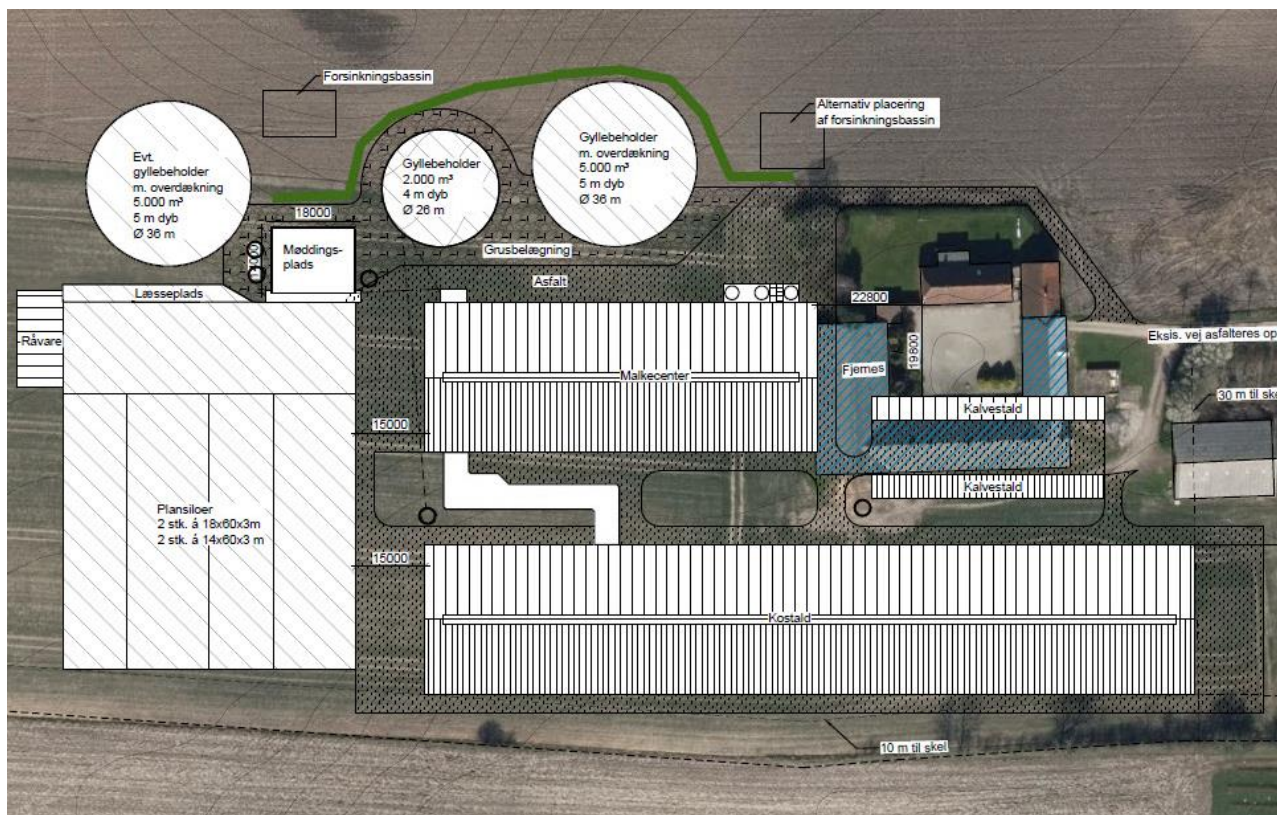 Forsinkningsbassin
Alternativ placering
af forsinkningsbassin
Evt.
gyllebeholder
m. overdækning
5.000 m³
5 m dyb
Ø 36 m
Gyllebeholder
2.000 m³
4 m dyb
Ø 26 m
Gyllebeholder
m. overdækning
5.000 m³
5 m dyb
Ø 36 m
18000
Møddings-
plads
Grusbelægning
Asfalt
Læsseplads
Råvare
22800
19800
Eksis. vej asfalteres op
Malkecenter
Fjernes
Kalvestald
30 m til ske
15000
Kalvestald
Plansiloer
2 stk. á 18x60x3m
2 stk. á 14x60x3 m
15000
Kostald
10 m til skel